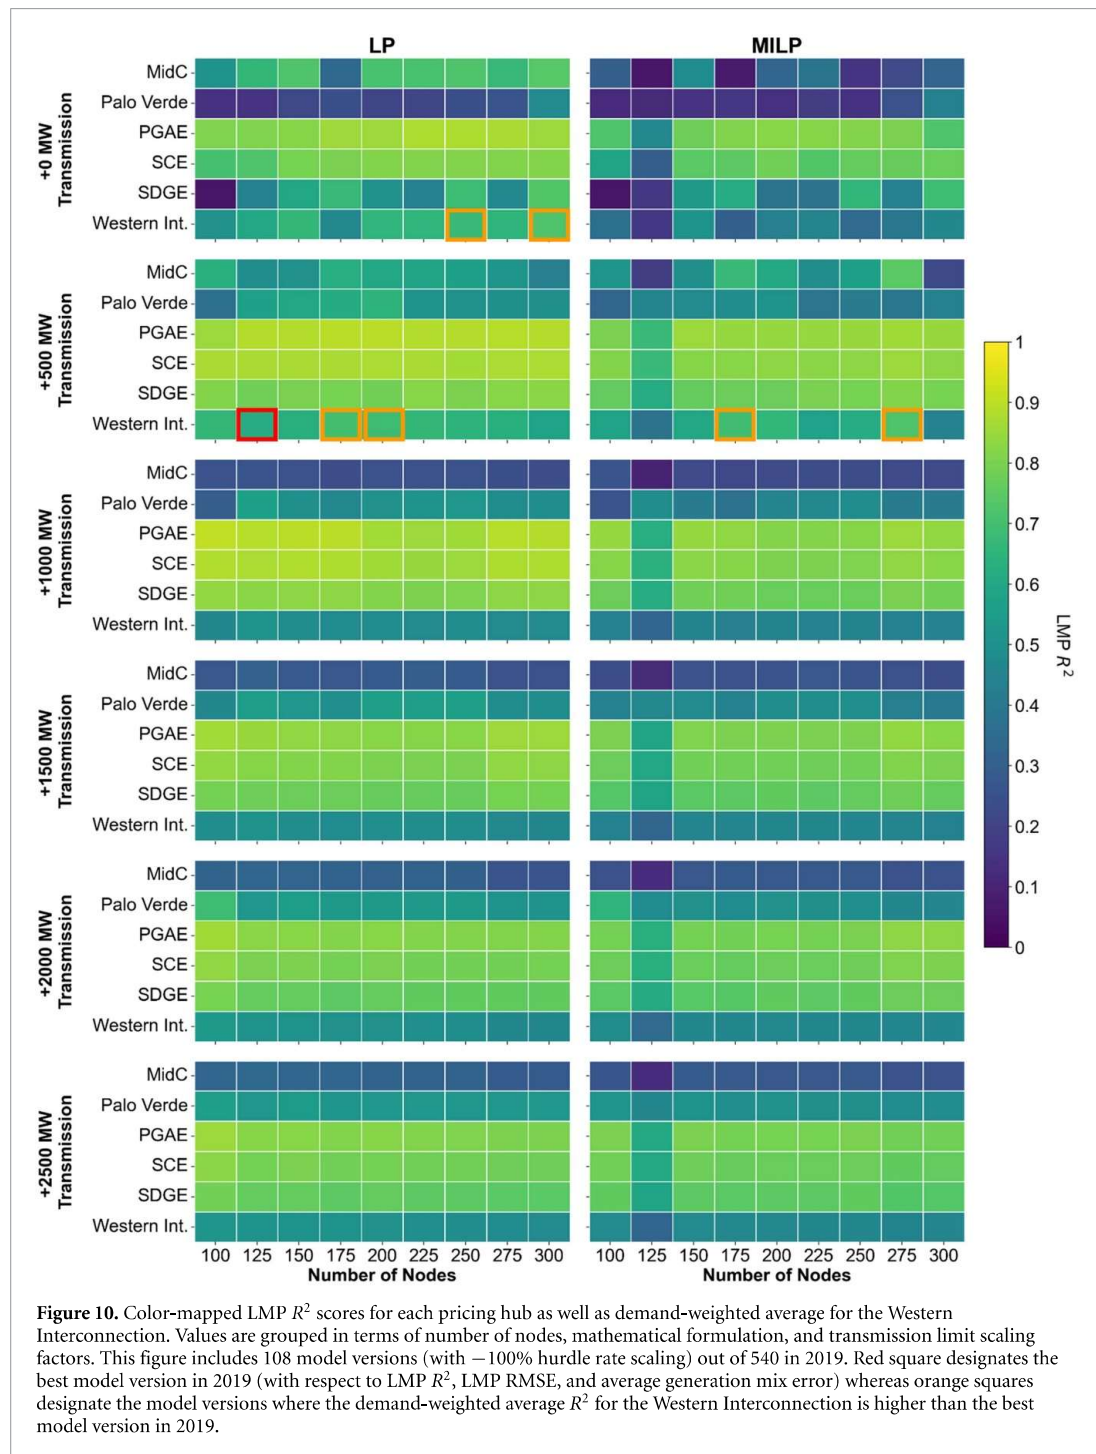 LP
MILP
+0 MW
Transmission
MidC
Palo Verde
PGAE
SCE
SDGE
Western Int.
+500 MW
Transmission
MidC
Palo Verde
PGAE
SCE
SDGE
Western Int.
+1000 MW
Transmission
MidC
Palo Verde
PGAE
SCE
SDGE
Western Int.
+1500 MW
Transmission
MidC
Palo Verde
PGAE
SCE
SDGE
Western Int.
+2000 MW
Transmission
MidC
Palo Verde
PGAE
SCE
SDGE
Western Int.
+2500 MW
Transmission
MidC
Palo Verde
PGAE
SCE
SDGE
Western Int.
100 125 150 175 200 225 250 275 300
Number of Nodes
100 125 150 175 200 225 250 275 300
Number of Nodes
1
0.9
0.8
0.7
0.6
0.5
0.4
0.3
0.2
0.1
0
LMP R²
Figure 10. Color-mapped LMP R² scores for each pricing hub as well as demand-weighted average for the Western
Interconnection. Values are grouped in terms of number of nodes, mathematical formulation, and transmission limit scaling
factors. This figure includes 108 model versions (with −100% hurdle rate scaling) out of 540 in 2019. Red square designates the
best model version in 2019 (with respect to LMP R², LMP RMSE, and average generation mix error) whereas orange squares
designate the model versions where the demand-weighted average R² for the Western Interconnection is higher than the best
model version in 2019.